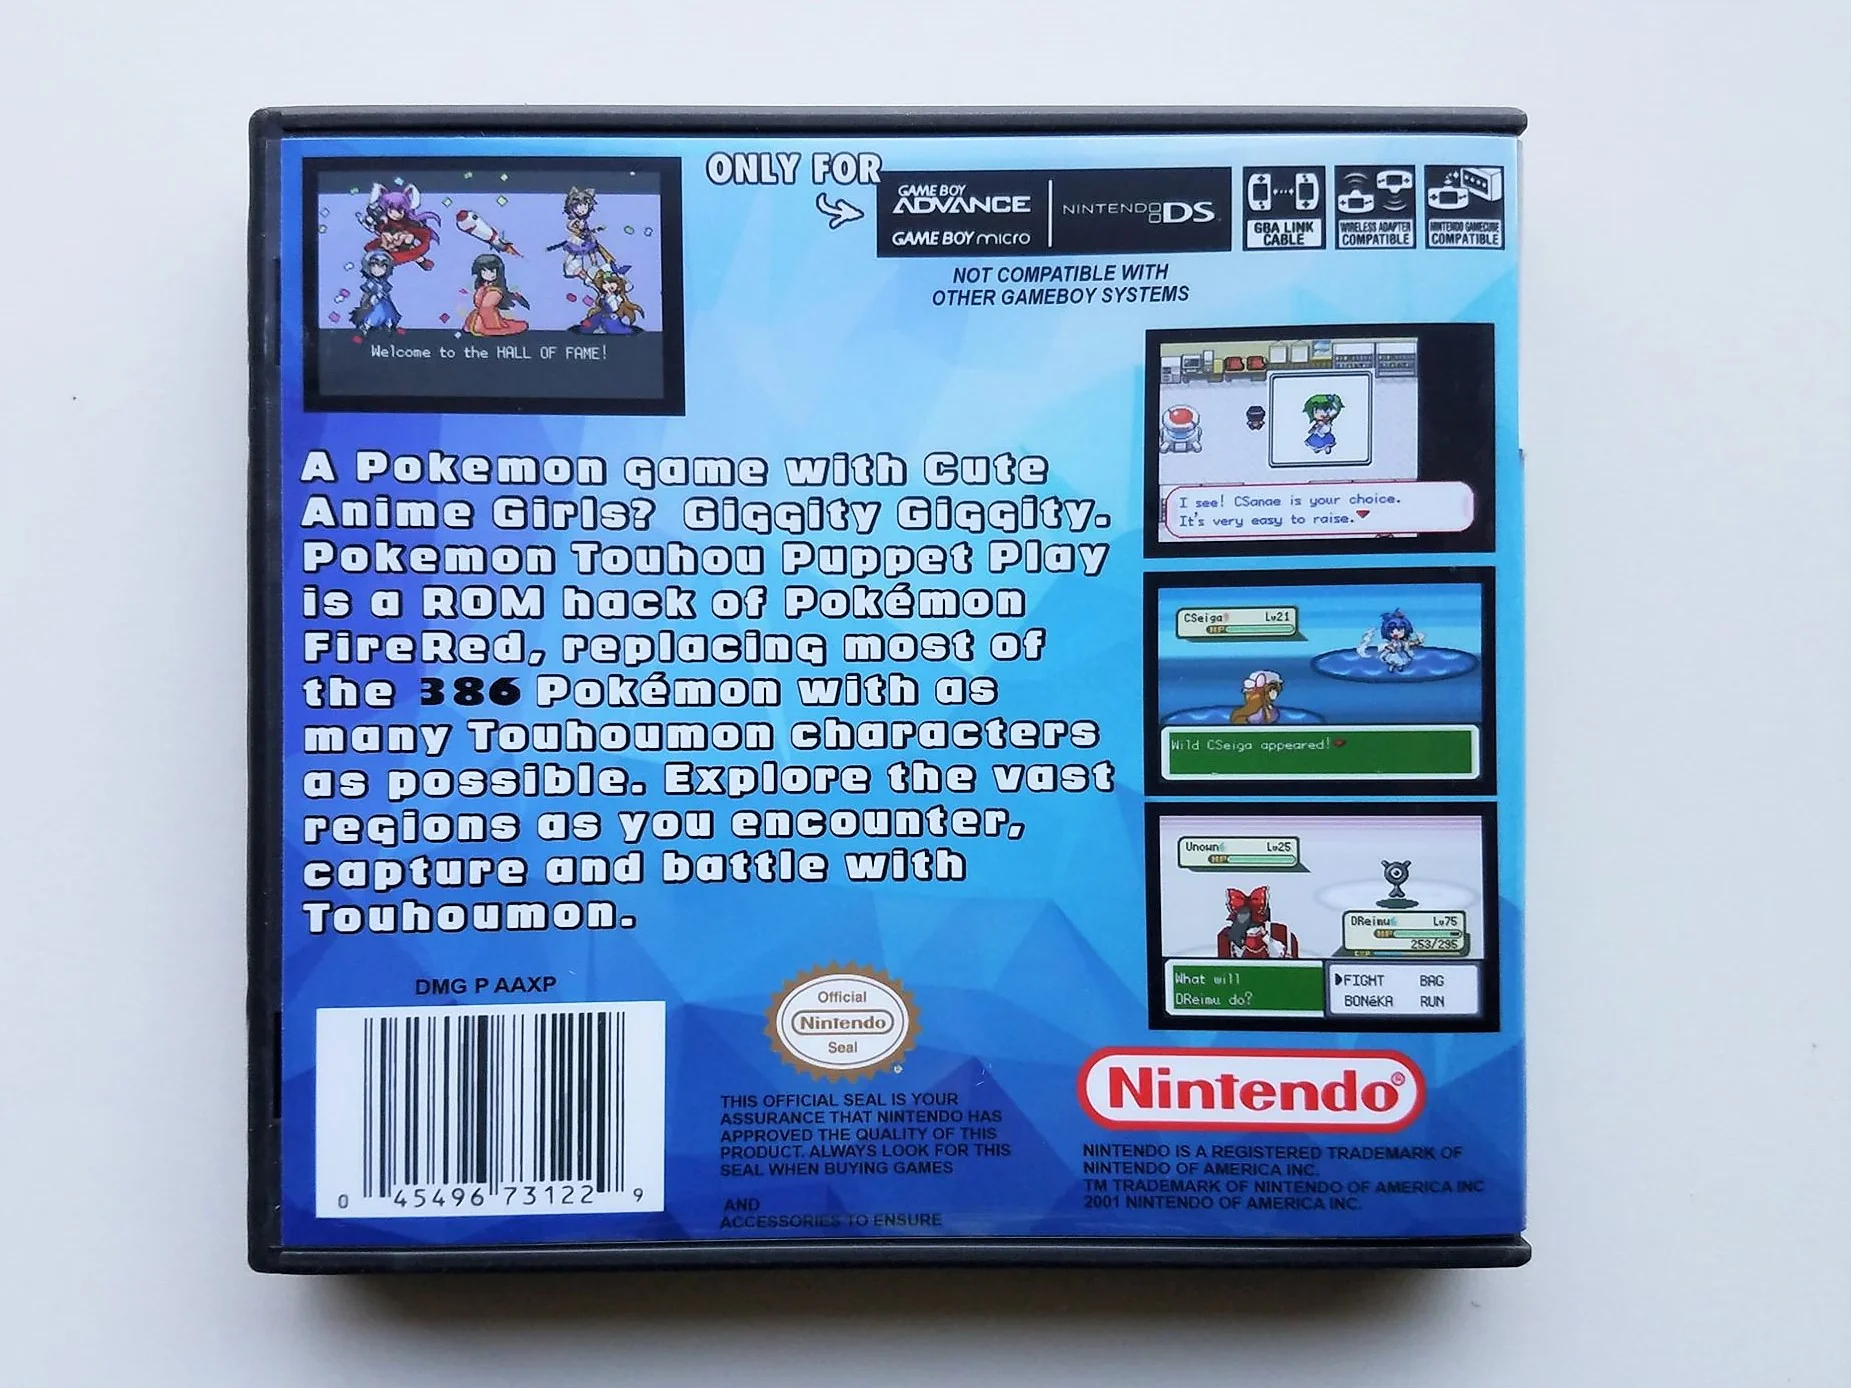 ONLY FOR
GAME BOY
ADVANCE
GAME BOY micro
NINTENDO DS
GBA LINK
CABLE
WIRELESS ADAPTER
COMPATIBLE
NINTENDO GAMECUBE
COMPATIBLE
NOT COMPATIBLE WITH
OTHER GAMEBOY SYSTEMS
Welcome to the HALL OF FAME!
A Pokemon game with Cute
Anime Girls? Giggity Giggity.
Pokemon Touhou Puppet Play
is a ROM hack of Pokémon
FireRed, replacing most of
the 386 Pokémon with as
many Touhoumon characters
as possible. Explore the vast
regions as you encounter,
capture and battle with
Touhoumon.
I see! CSanae is your choice.
It's very easy to raise.
CSeiga Lv21
HP
Wild CSeiga appeared!
Unown Lv25
HP
DReimu Lv75
HP
253/295
EXP
What will
DReimu do?
FIGHT BAG
BONéKA RUN
DMG P AAXP
0 45496 73122 9
Official
Nintendo
Seal
THIS OFFICIAL SEAL IS YOUR
ASSURANCE THAT NINTENDO HAS
APPROVED THE QUALITY OF THIS
PRODUCT. ALWAYS LOOK FOR THIS
SEAL WHEN BUYING GAMES
AND
ACCESSORIES TO ENSURE
Nintendo®
NINTENDO IS A REGISTERED TRADEMARK OF
NINTENDO OF AMERICA INC.
TM TRADEMARK OF NINTENDO OF AMERICA INC
2001 NINTENDO OF AMERICA INC.